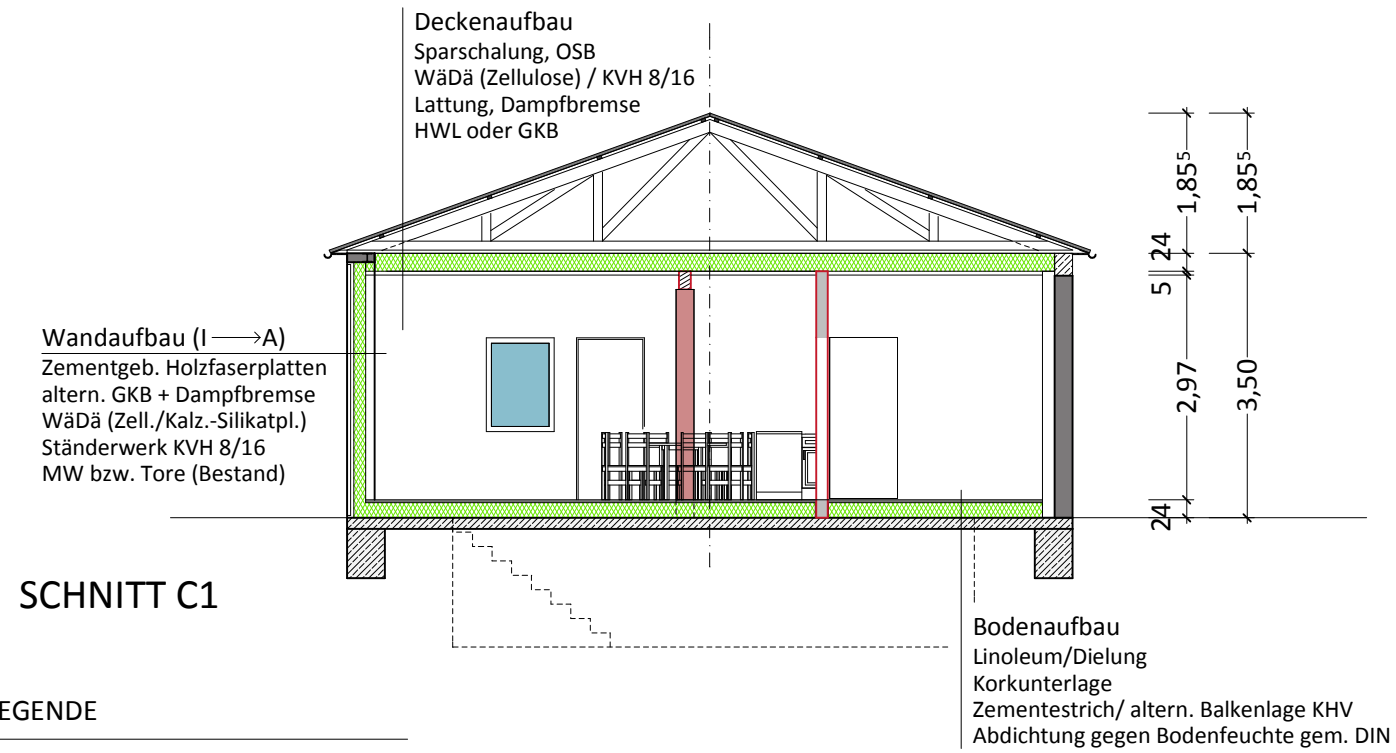 Deckenaufbau
Sparschalung, OSB
WäDä (Zellulose) / KVH 8/16
Lattung, Dampfbremse
HWL oder GKB
1,85⁵
1,85⁵
24
5
2,97
3,50
24
Wandaufbau (I ⟶A)
Zementgeb. Holzfaserplatten
altern. GKB + Dampfbremse
WäDä (Zell./Kalz.-Silikatpl.)
Ständerwerk KVH 8/16
MW bzw. Tore (Bestand)
SCHNITT C1
Bodenaufbau
Linoleum/Dielung
Korkunterlage
Zementestrich/ altern. Balkenlage KHV
Abdichtung gegen Bodenfeuchte gem. DIN
EGENDE